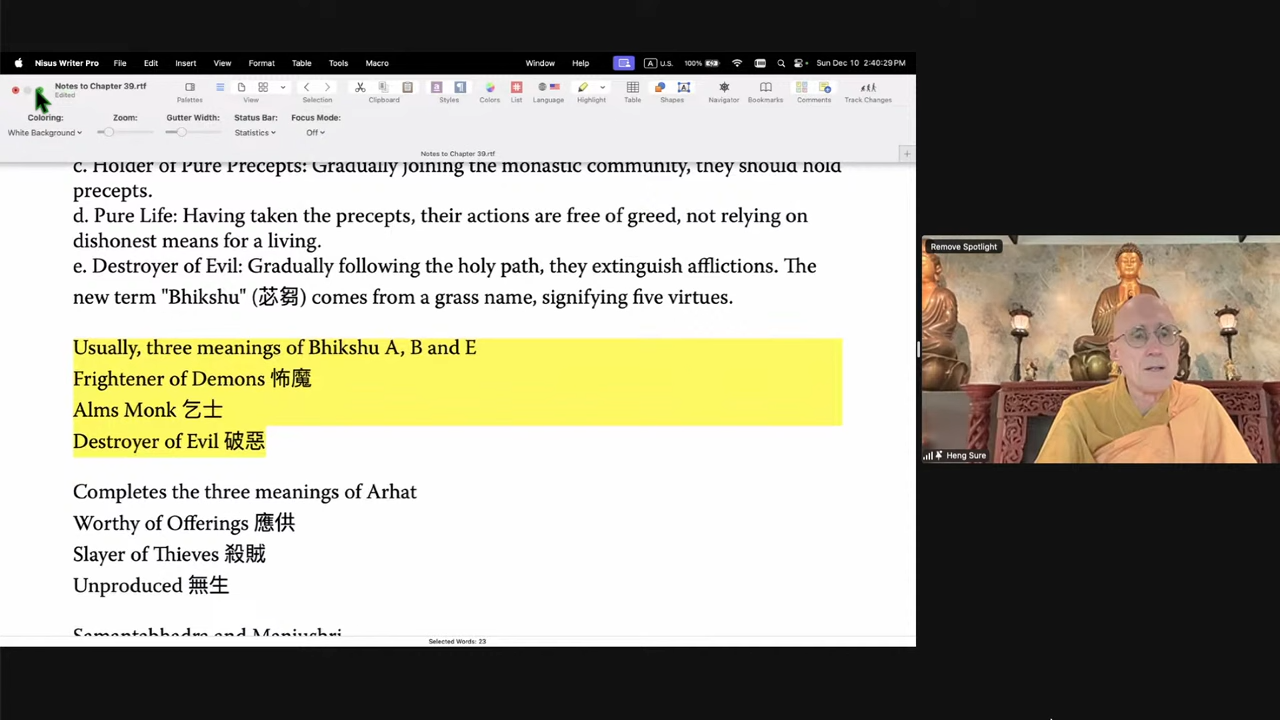 Nisus Writer Pro File Edit Insert View Format Table Tools Macro Window Help U.S. 100% Sun Dec 10 2:40:29 PM
Notes to Chapter 39.rtf
Edited
Palettes View Selection Clipboard Styles Colors List Language Highlight Table Shapes Navigator Bookmarks Comments Track Changes
Coloring: Zoom: Gutter Width: Status Bar: Focus Mode:
White Background Statistics Off
Notes to Chapter 39.rtf
c. Holder of Pure Precepts: Gradually joining the monastic community, they should hold
precepts.
d. Pure Life: Having taken the precepts, their actions are free of greed, not relying on
dishonest means for a living.
e. Destroyer of Evil: Gradually following the holy path, they extinguish afflictions. The
new term "Bhikshu" (苾芻) comes from a grass name, signifying five virtues.
Usually, three meanings of Bhikshu A, B and E
Frightener of Demons 怖魔
Alms Monk 乞士
Destroyer of Evil 破惡
Completes the three meanings of Arhat
Worthy of Offerings 應供
Slayer of Thieves 殺賊
Unproduced 無生
Samantabhadra and Manjushri
Selected Words: 23
Remove Spotlight
Heng Sure